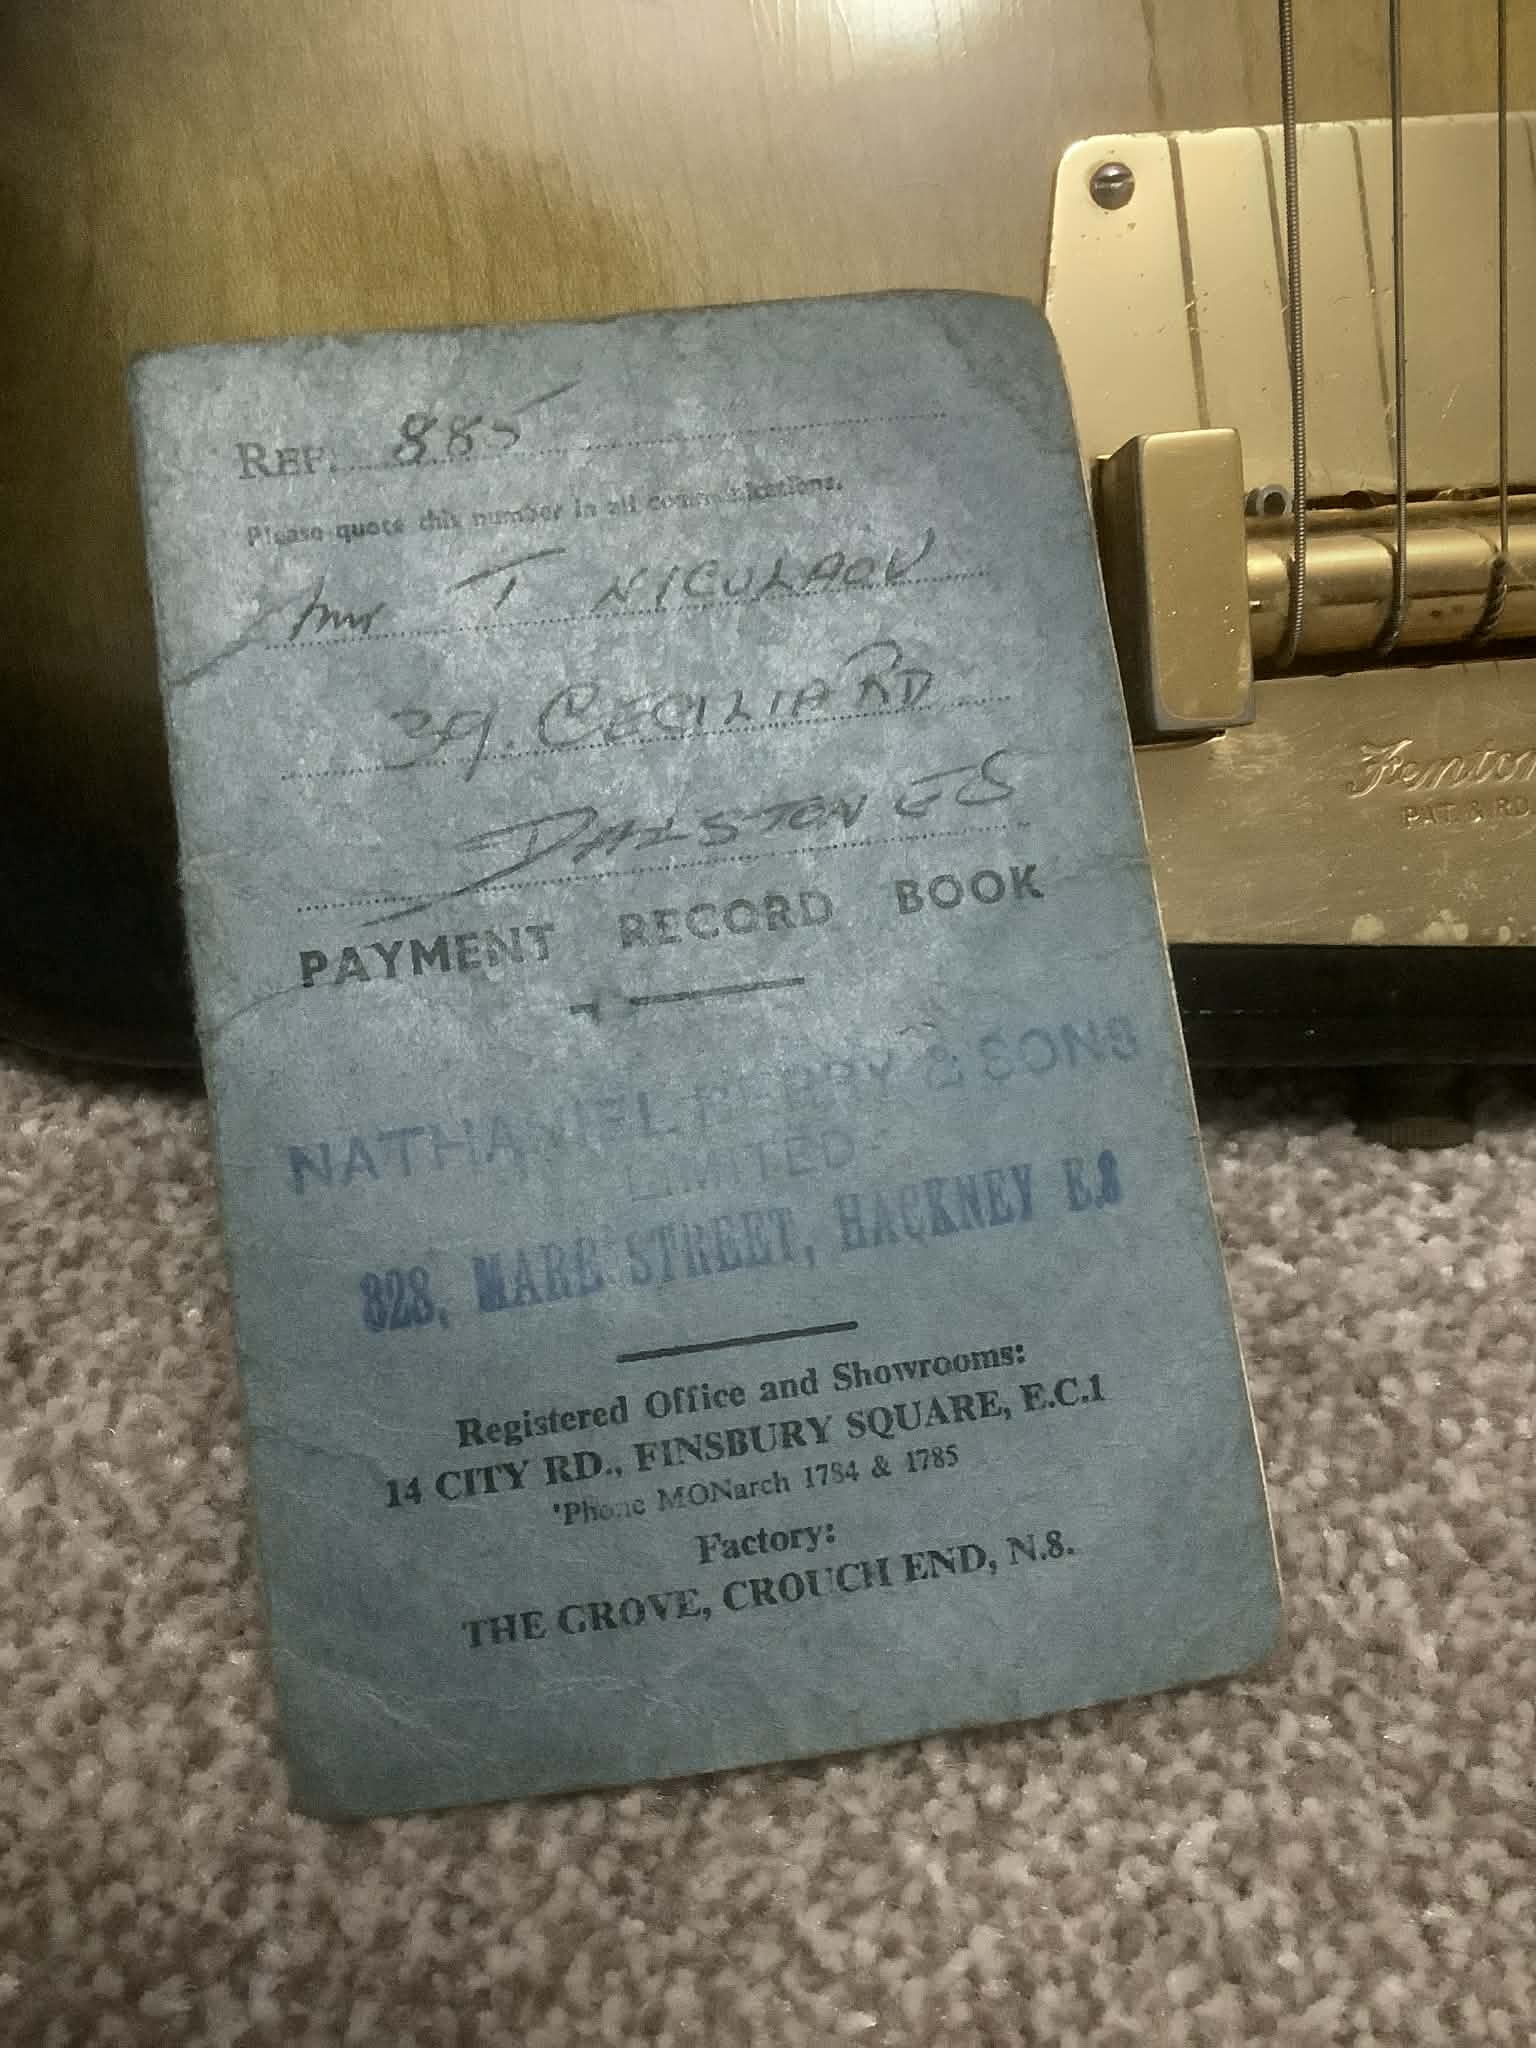 REF. 885
Please quote this number in all communications.
Mr T NICULAOU
39. CECILIA RD
DALSTON E8
PAYMENT RECORD BOOK
NATHANIEL BERRY & SONS
LIMITED
828, MARE STREET, HACKNEY E.8
Registered Office and Showrooms:
14 CITY RD., FINSBURY SQUARE, E.C.1
'Phone MONarch 1784 & 1785
Factory:
THE GROVE, CROUCH END, N.8.
Fenton
PAT. & RD